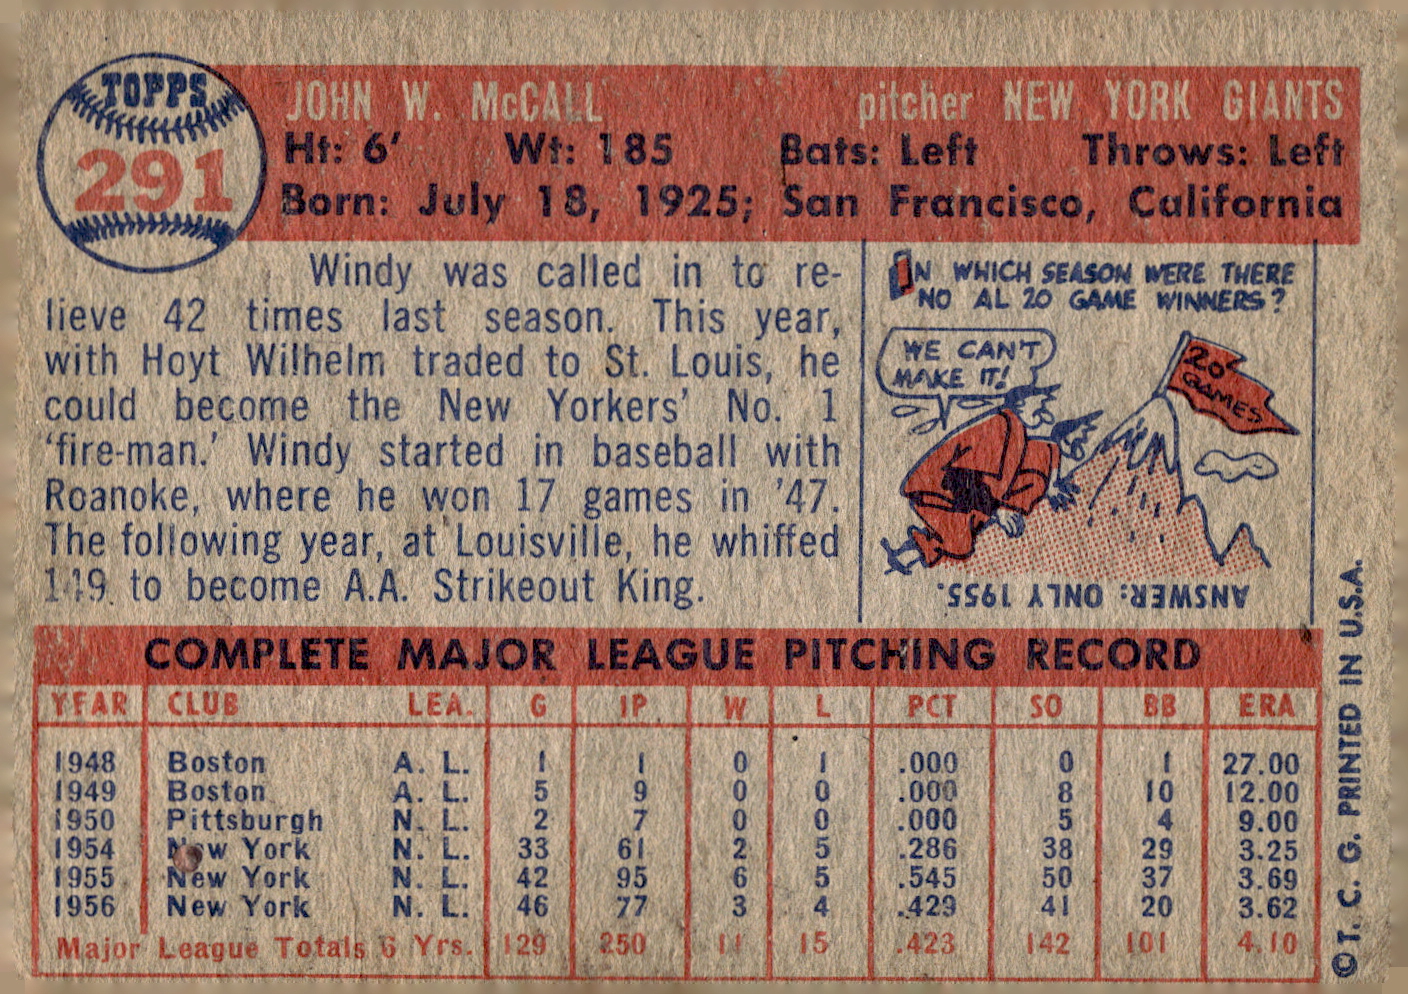 TOPPS
291
JOHN W. McCALL pitcher NEW YORK GIANTS
Ht: 6' Wt: 185 Bats: Left Throws: Left
Born: July 18, 1925; San Francisco, California
Windy was called in to re-
lieve 42 times last season. This year,
with Hoyt Wilhelm traded to St. Louis, he
could become the New Yorkers' No. 1
'fire-man.' Windy started in baseball with
Roanoke, where he won 17 games in '47.
The following year, at Louisville, he whiffed
149 to become A.A. Strikeout King.
IN WHICH SEASON WERE THERE
NO AL 20 GAME WINNERS?
WE CAN'T
MAKE IT!
20
GAMES
ANSWER: ONLY 1955.
COMPLETE MAJOR LEAGUE PITCHING RECORD
YEAR CLUB LEA. G IP W L PCT SO BB ERA
1948 Boston A. L. 1 1 0 1 .000 0 1 27.00
1949 Boston A. L. 5 9 0 0 .000 8 10 12.00
1950 Pittsburgh N. L. 2 7 0 0 .000 5 4 9.00
1954 New York N. L. 33 61 2 5 .286 38 29 3.25
1955 New York N. L. 42 95 6 5 .545 50 37 3.69
1956 New York N. L. 46 77 3 4 .429 41 20 3.62
Major League Totals 6 Yrs. 129 250 11 15 .423 142 101 4.10
© T. C. G. PRINTED IN U.S.A.